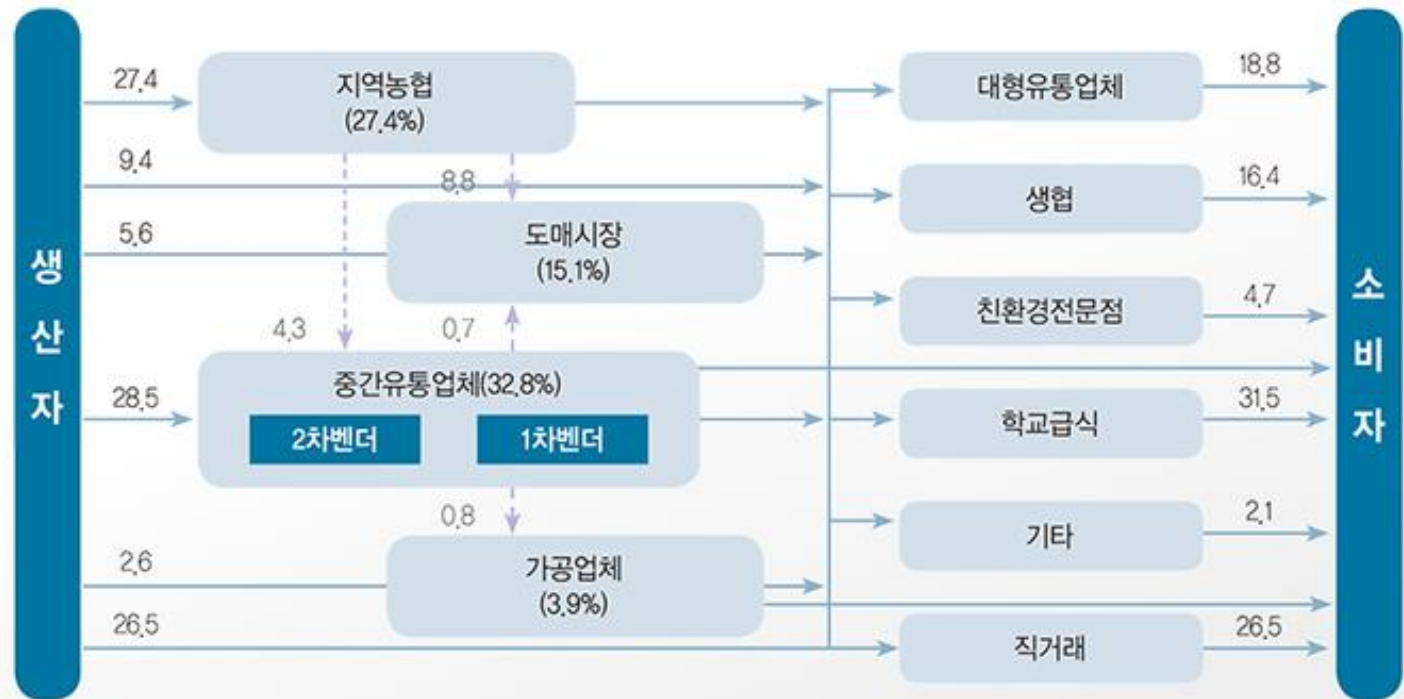 생산자
27.4
지역농협
(27.4%)
9.4
8.8
5.6
도매시장
(15.1%)
4.3
0.7
중간유통업체(32.8%)
28.5
2차벤더
1차벤더
0.8
2.6
가공업체
(3.9%)
26.5
대형유통업체
18.8
생협
16.4
친환경전문점
4.7
학교급식
31.5
기타
2.1
직거래
26.5
소비자